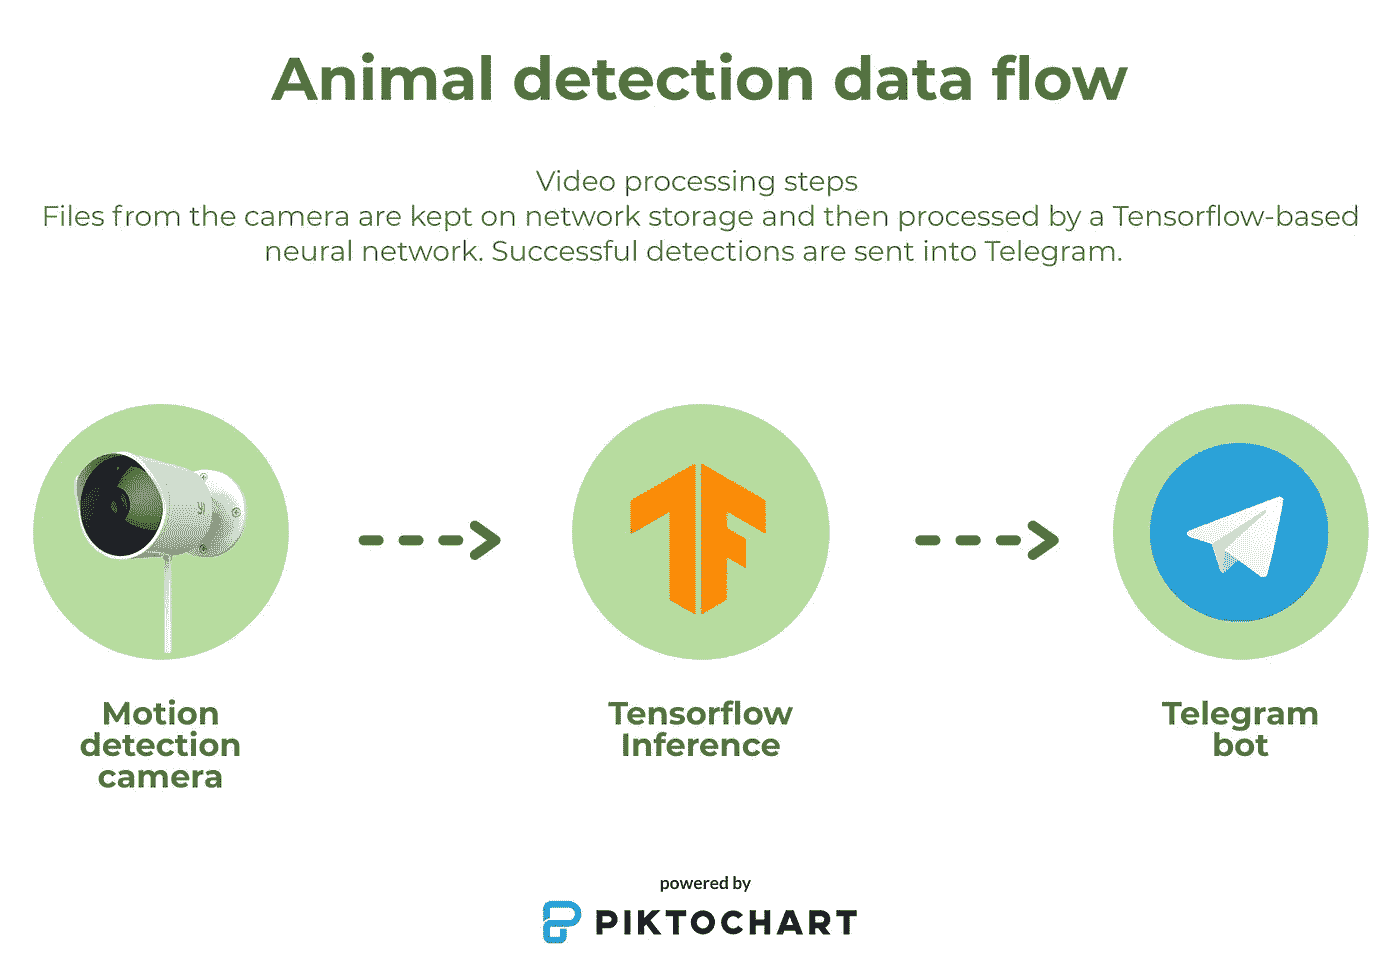 Animal detection data flow
Video processing steps
Files from the camera are kept on network storage and then processed by a Tensorflow-based
neural network. Successful detections are sent into Telegram.
Motion
detection
camera
Tensorflow
Inference
Telegram
bot
powered by
PIKTOCHART